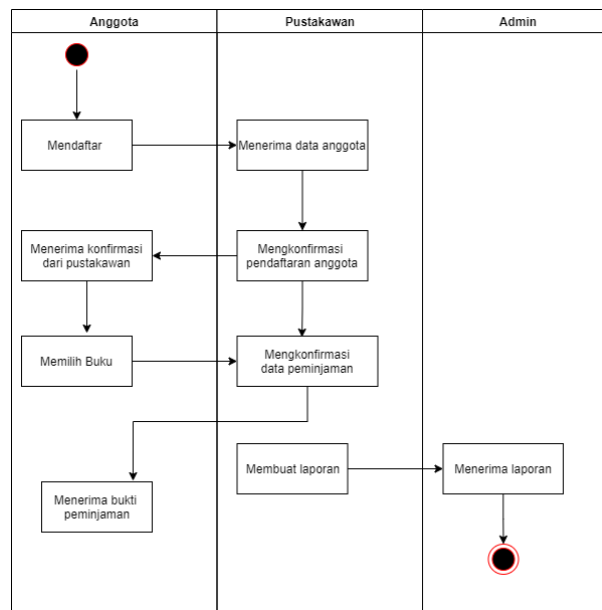 Anggota
Pustakawan
Admin
Mendaftar
Menerima data anggota
Menerima konfirmasi
dari pustakawan
Mengkonfirmasi
pendaftaran anggota
Memilih Buku
Mengkonfirmasi
data peminjaman
Membuat laporan
Menerima laporan
Menerima bukti
peminjaman